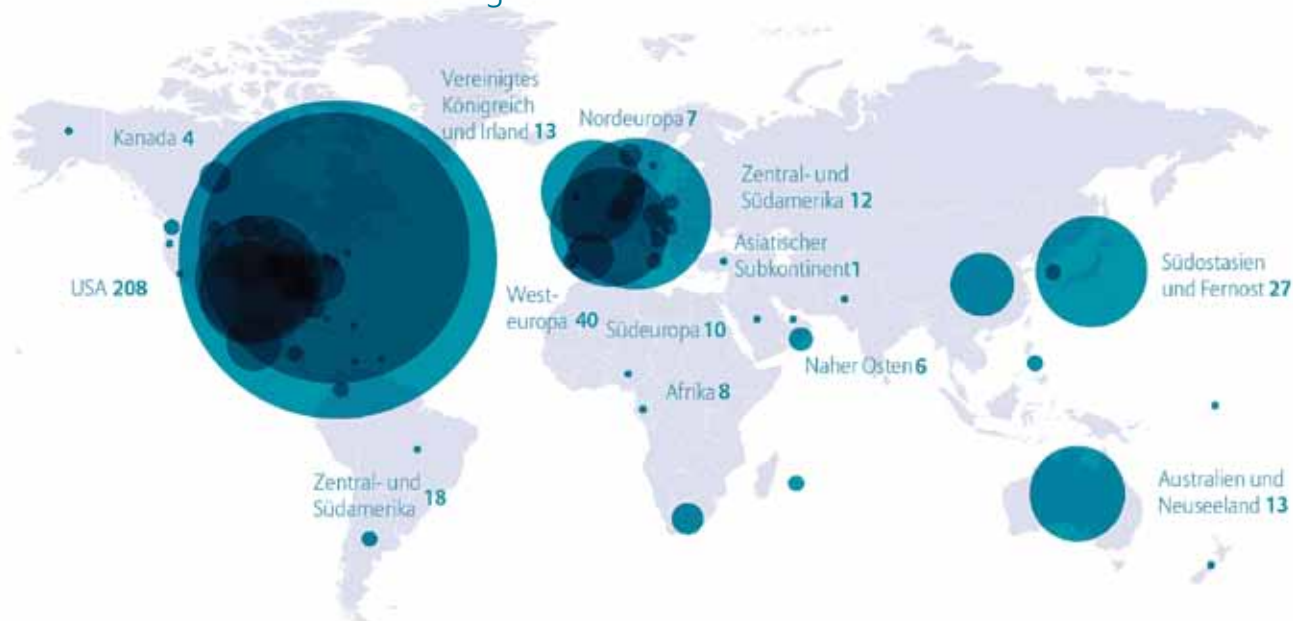 Vereinigtes
Königreich
und Irland 13
Nordeuropa 7
Kanada 4
Zentral- und
Südamerika 12
Asiatischer
Subkontinent 1
Südostasien
und Fernost 27
USA 208
West-
europa 40
Südeuropa 10
Naher Osten 6
Afrika 8
Zentral- und
Südamerika 18
Australien und
Neuseeland 13